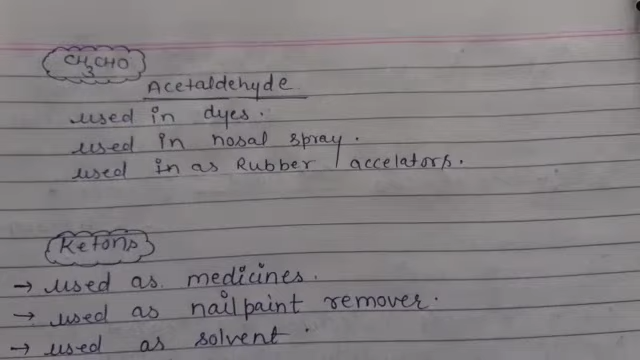 CH3CHO
Acetaldehyde
used in dyes.
used in nosal spray.
used in as Rubber accelators.
Ketons
→ used as medicines.
→ used as nailpaint remover.
→ used as solvent.